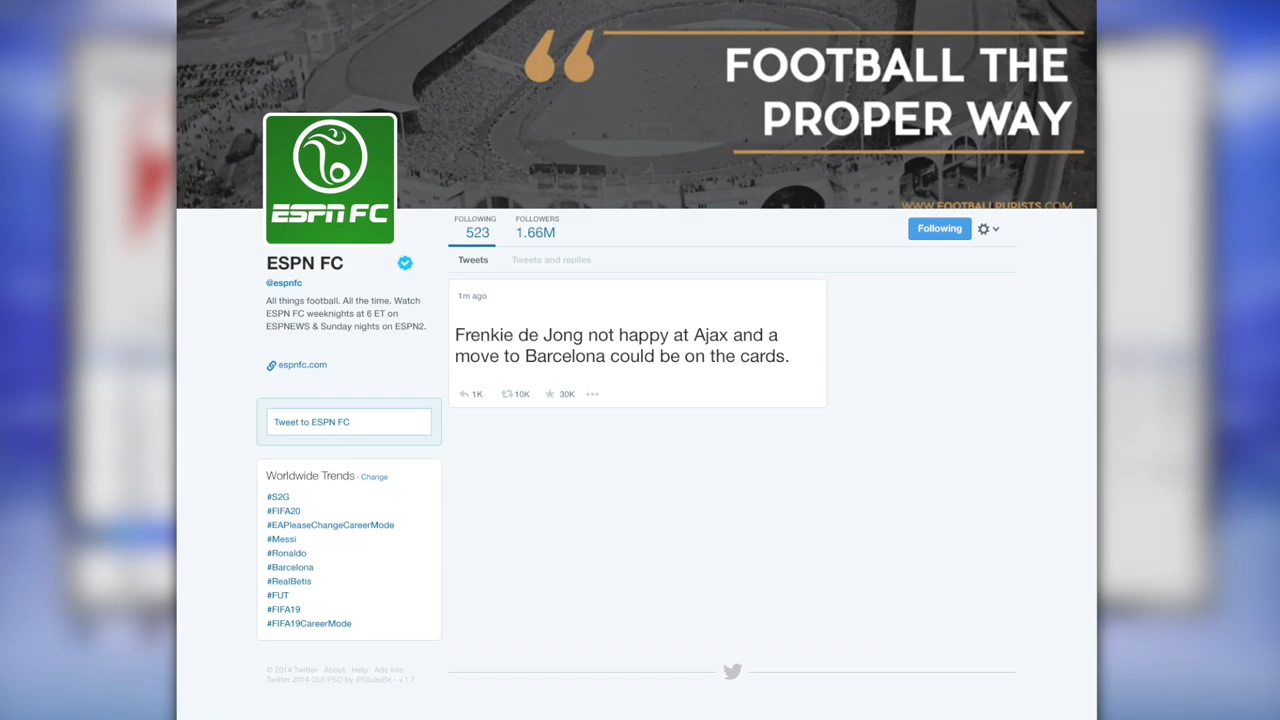 FOOTBALL THE
PROPER WAY
WWW.FOOTBALLPURISTS.COM
ESPN FC
FOLLOWING
523
FOLLOWERS
1.66M
Following
ESPN FC
@espnfc
All things football. All the time. Watch
ESPN FC weeknights at 6 ET on
ESPNEWS & Sunday nights on ESPN2.
espnfc.com
Tweet to ESPN FC
Worldwide Trends · Change
#S2G
#FIFA20
#EAPleaseChangeCareerMode
#Messi
#Ronaldo
#Barcelona
#RealBetis
#FUT
#FIFA19
#FIFA19CareerMode
© 2014 Twitter · About · Help · Ads info
Twitter 2014 GUI PSD by - v.1.1
Tweets
Tweets and replies
1m ago
Frenkie de Jong not happy at Ajax and a
move to Barcelona could be on the cards.
1K 10K 30K